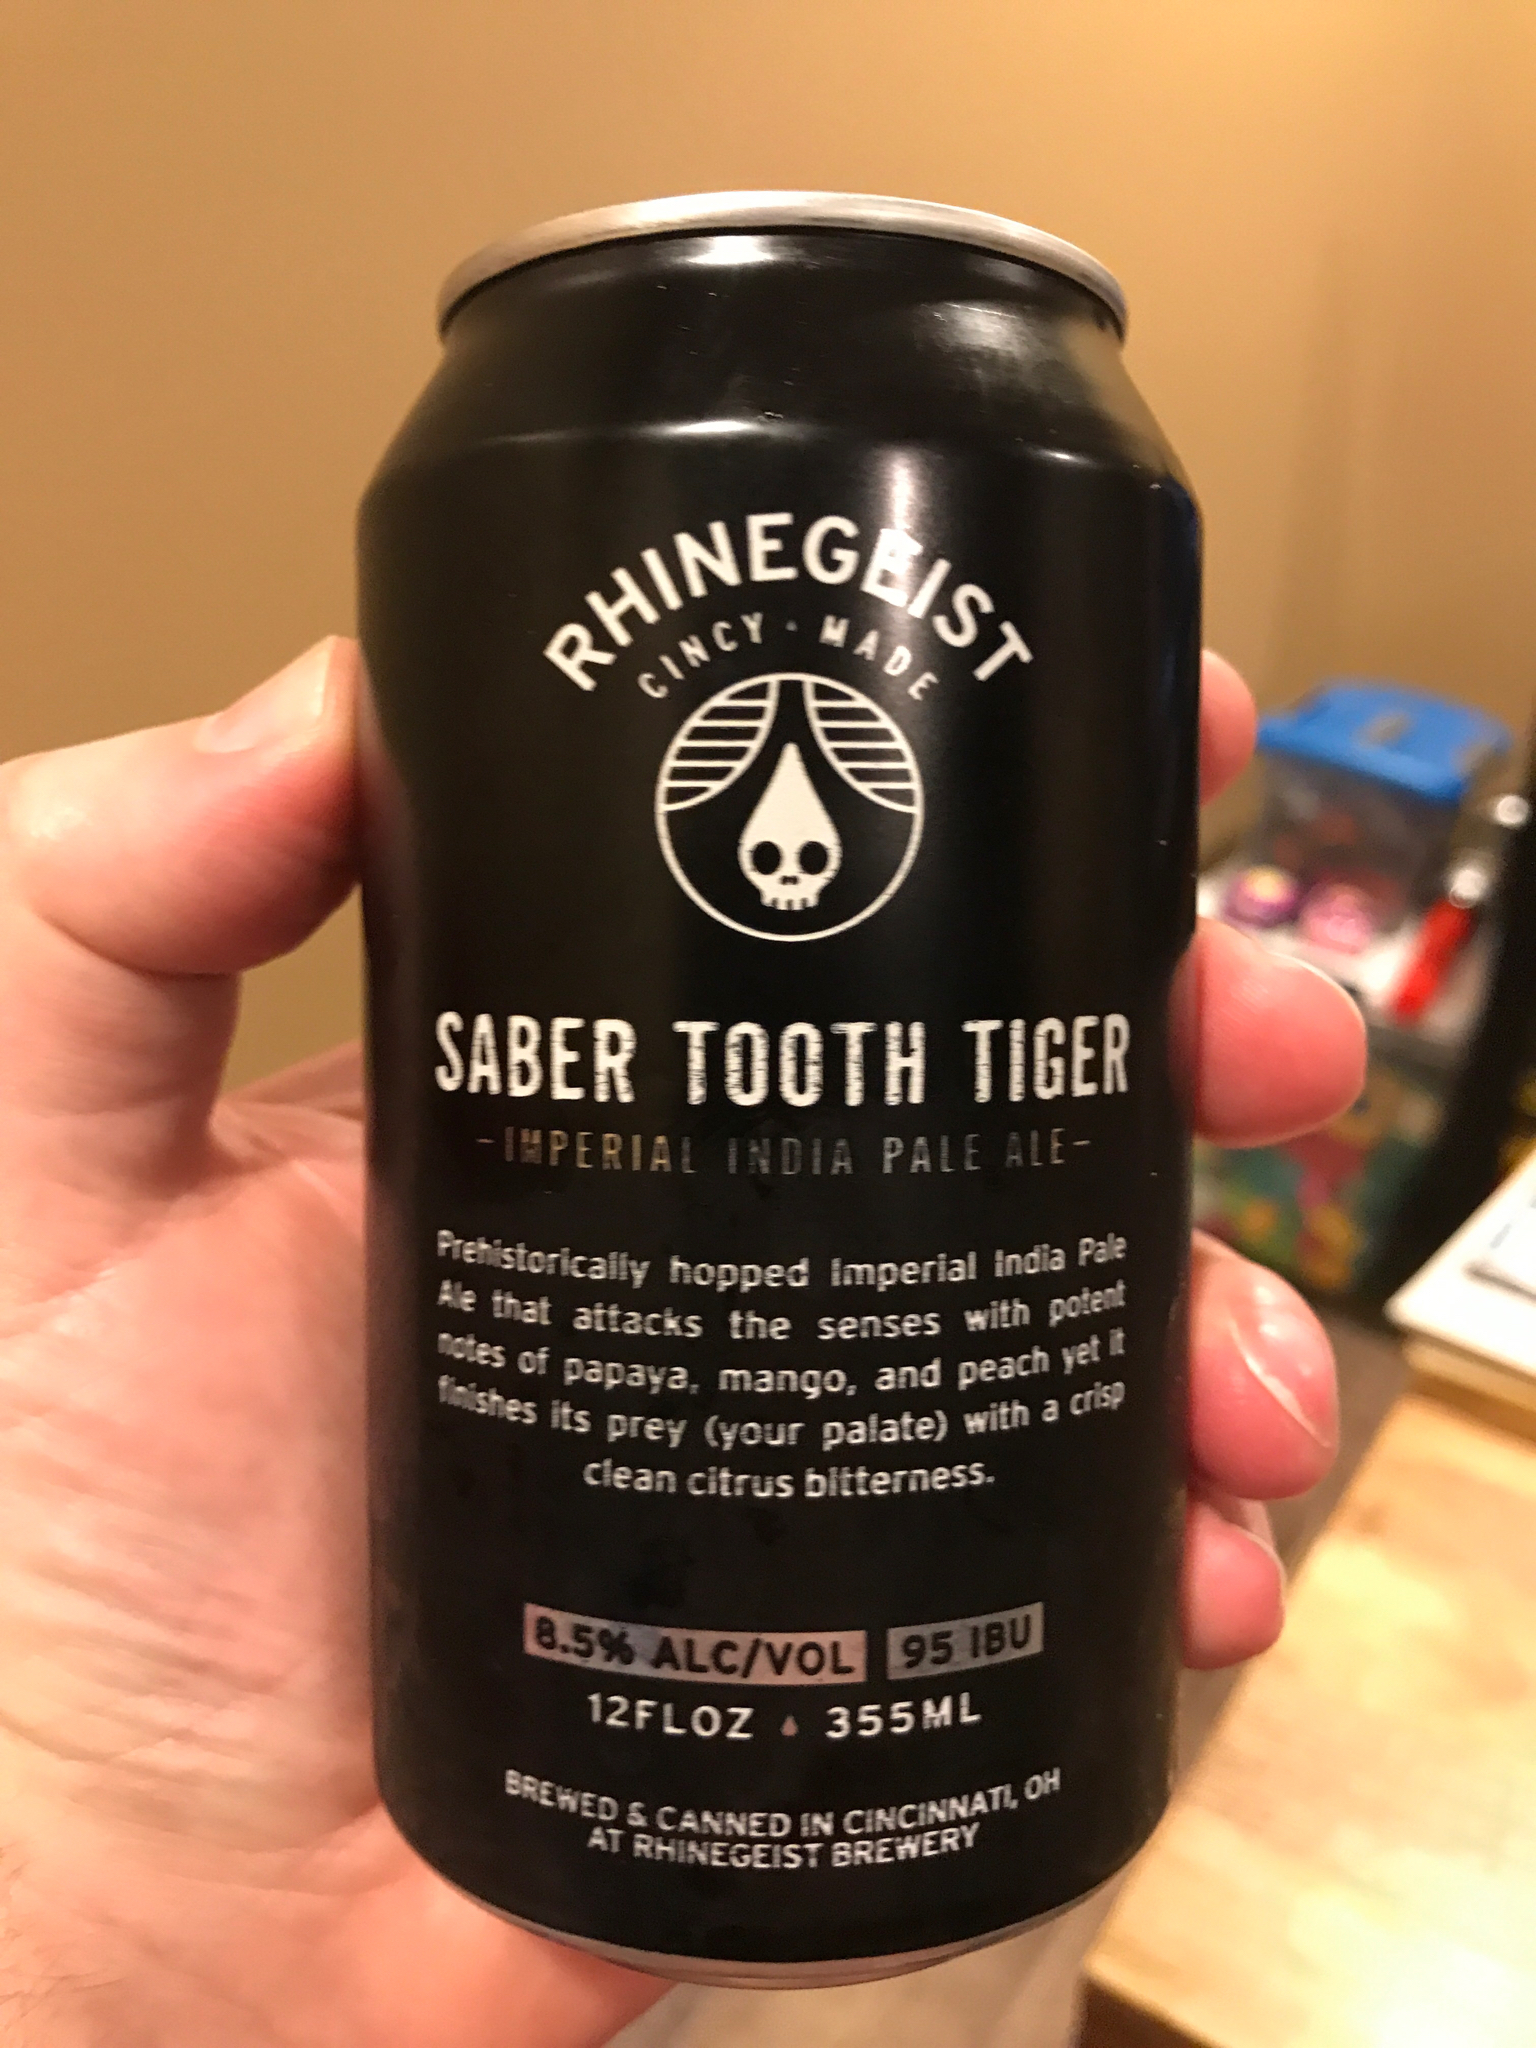 RHINEGEIST
CINCY · MADE
SABER TOOTH TIGER
-IMPERIAL INDIA PALE ALE-
Prehistorically hopped Imperial India Pale
Ale that attacks the senses with potent
notes of papaya, mango, and peach yet it
finishes its prey (your palate) with a crisp
clean citrus bitterness.
8.5% ALC/VOL 95 IBU
12FLOZ 355ML
BREWED & CANNED IN CINCINNATI, OH
AT RHINEGEIST BREWERY